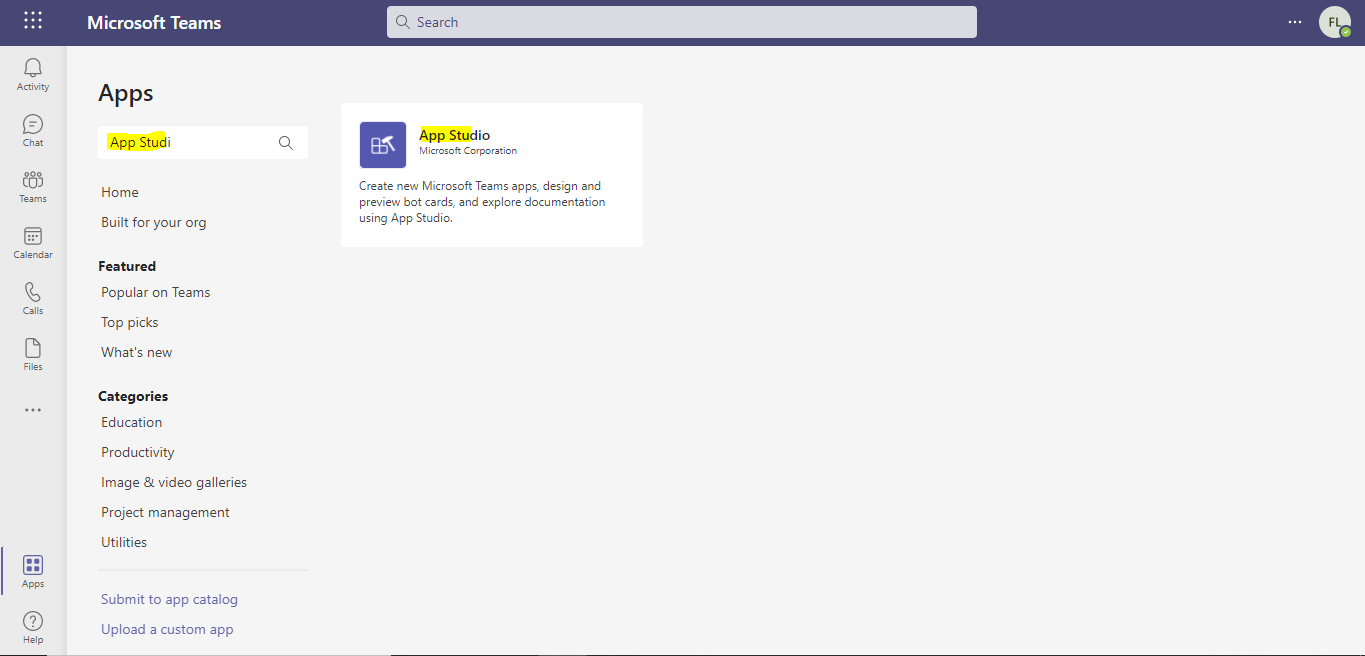 Microsoft Teams
Search
FL
Activity
Chat
Teams
Calendar
Calls
Files
Apps
Help
Apps
App Studi
Home
Built for your org
Featured
Popular on Teams
Top picks
What's new
Categories
Education
Productivity
Image & video galleries
Project management
Utilities
Submit to app catalog
Upload a custom app
App Studio
Microsoft Corporation
Create new Microsoft Teams apps, design and
preview bot cards, and explore documentation
using App Studio.